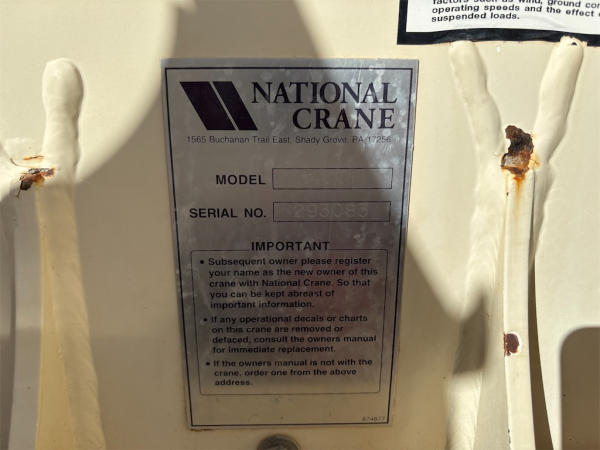 factors such as wind, ground
operating speeds and the effect
suspended loads.
NATIONAL
CRANE
1565 Buchanan Trail East, Shady Grove, PA 17256
MODEL
SERIAL NO. 293083
IMPORTANT
• Subsequent owner please register
your name as the new owner of this
crane with National Crane. So that
you can be kept abreast of
important information.
• If any operational decals or charts
on this crane are removed or
defaced, consult the owners manual
for immediate replacement.
• If the owners manual is not with the
crane, order one from the above
address.